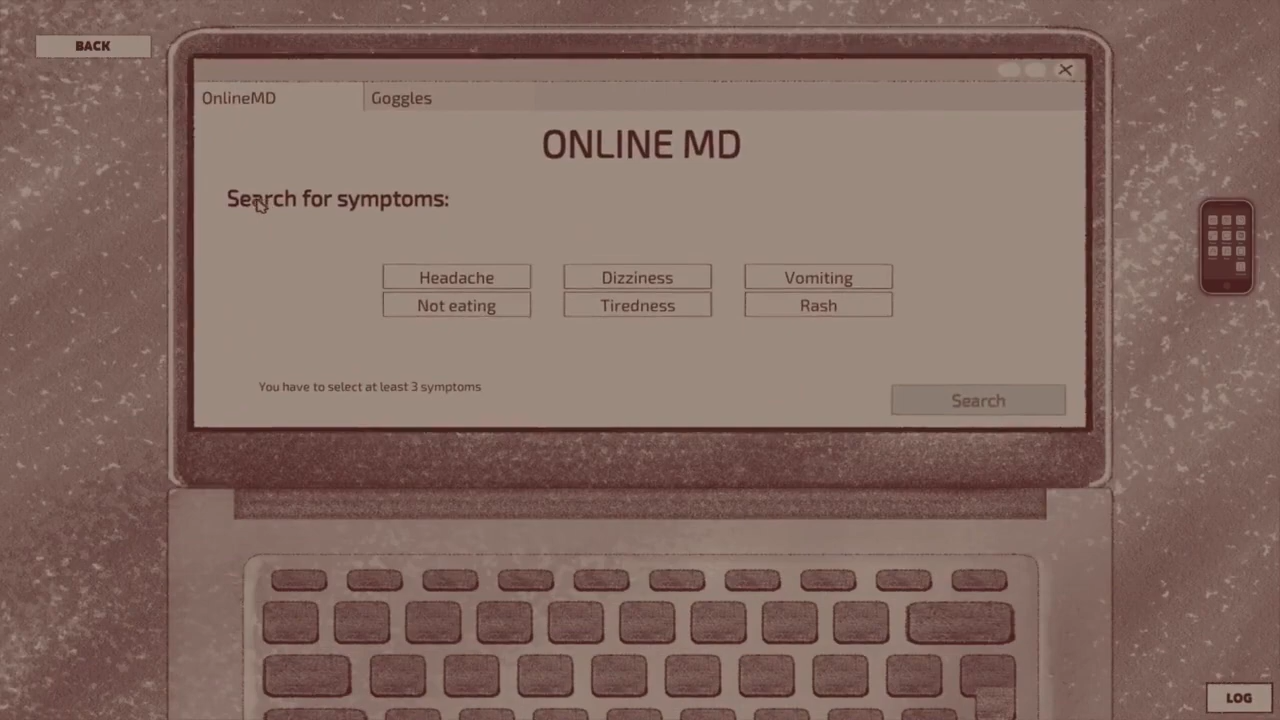 BACK
OnlineMD
Goggles
ONLINE MD
Search for symptoms:
Headache
Dizziness
Vomiting
Not eating
Tiredness
Rash
You have to select at least 3 symptoms
Search
LOG